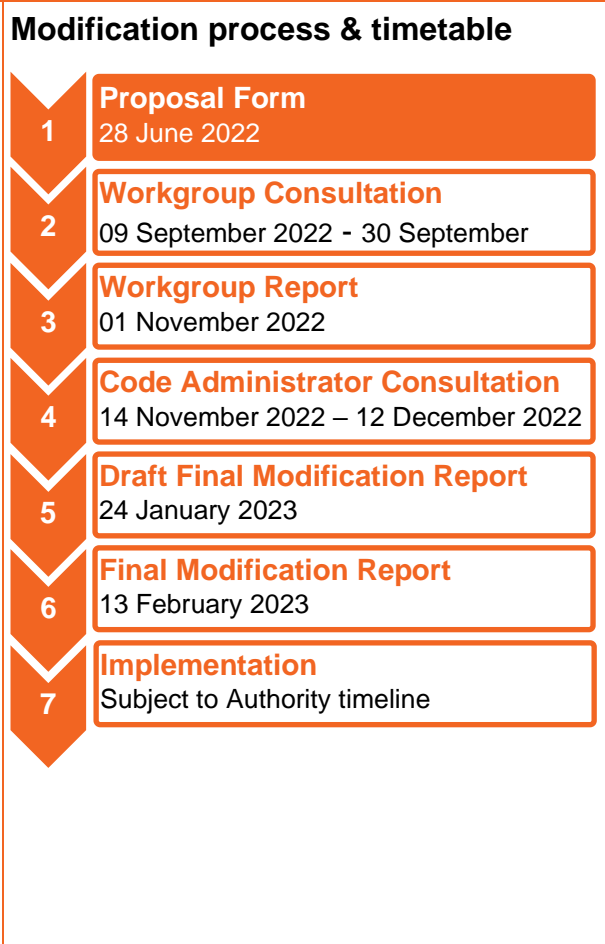 Modification process & timetable
1
Proposal Form
28 June 2022
2
Workgroup Consultation
09 September 2022 - 30 September
3
Workgroup Report
01 November 2022
4
Code Administrator Consultation
14 November 2022 – 12 December 2022
5
Draft Final Modification Report
24 January 2023
6
Final Modification Report
13 February 2023
7
Implementation
Subject to Authority timeline